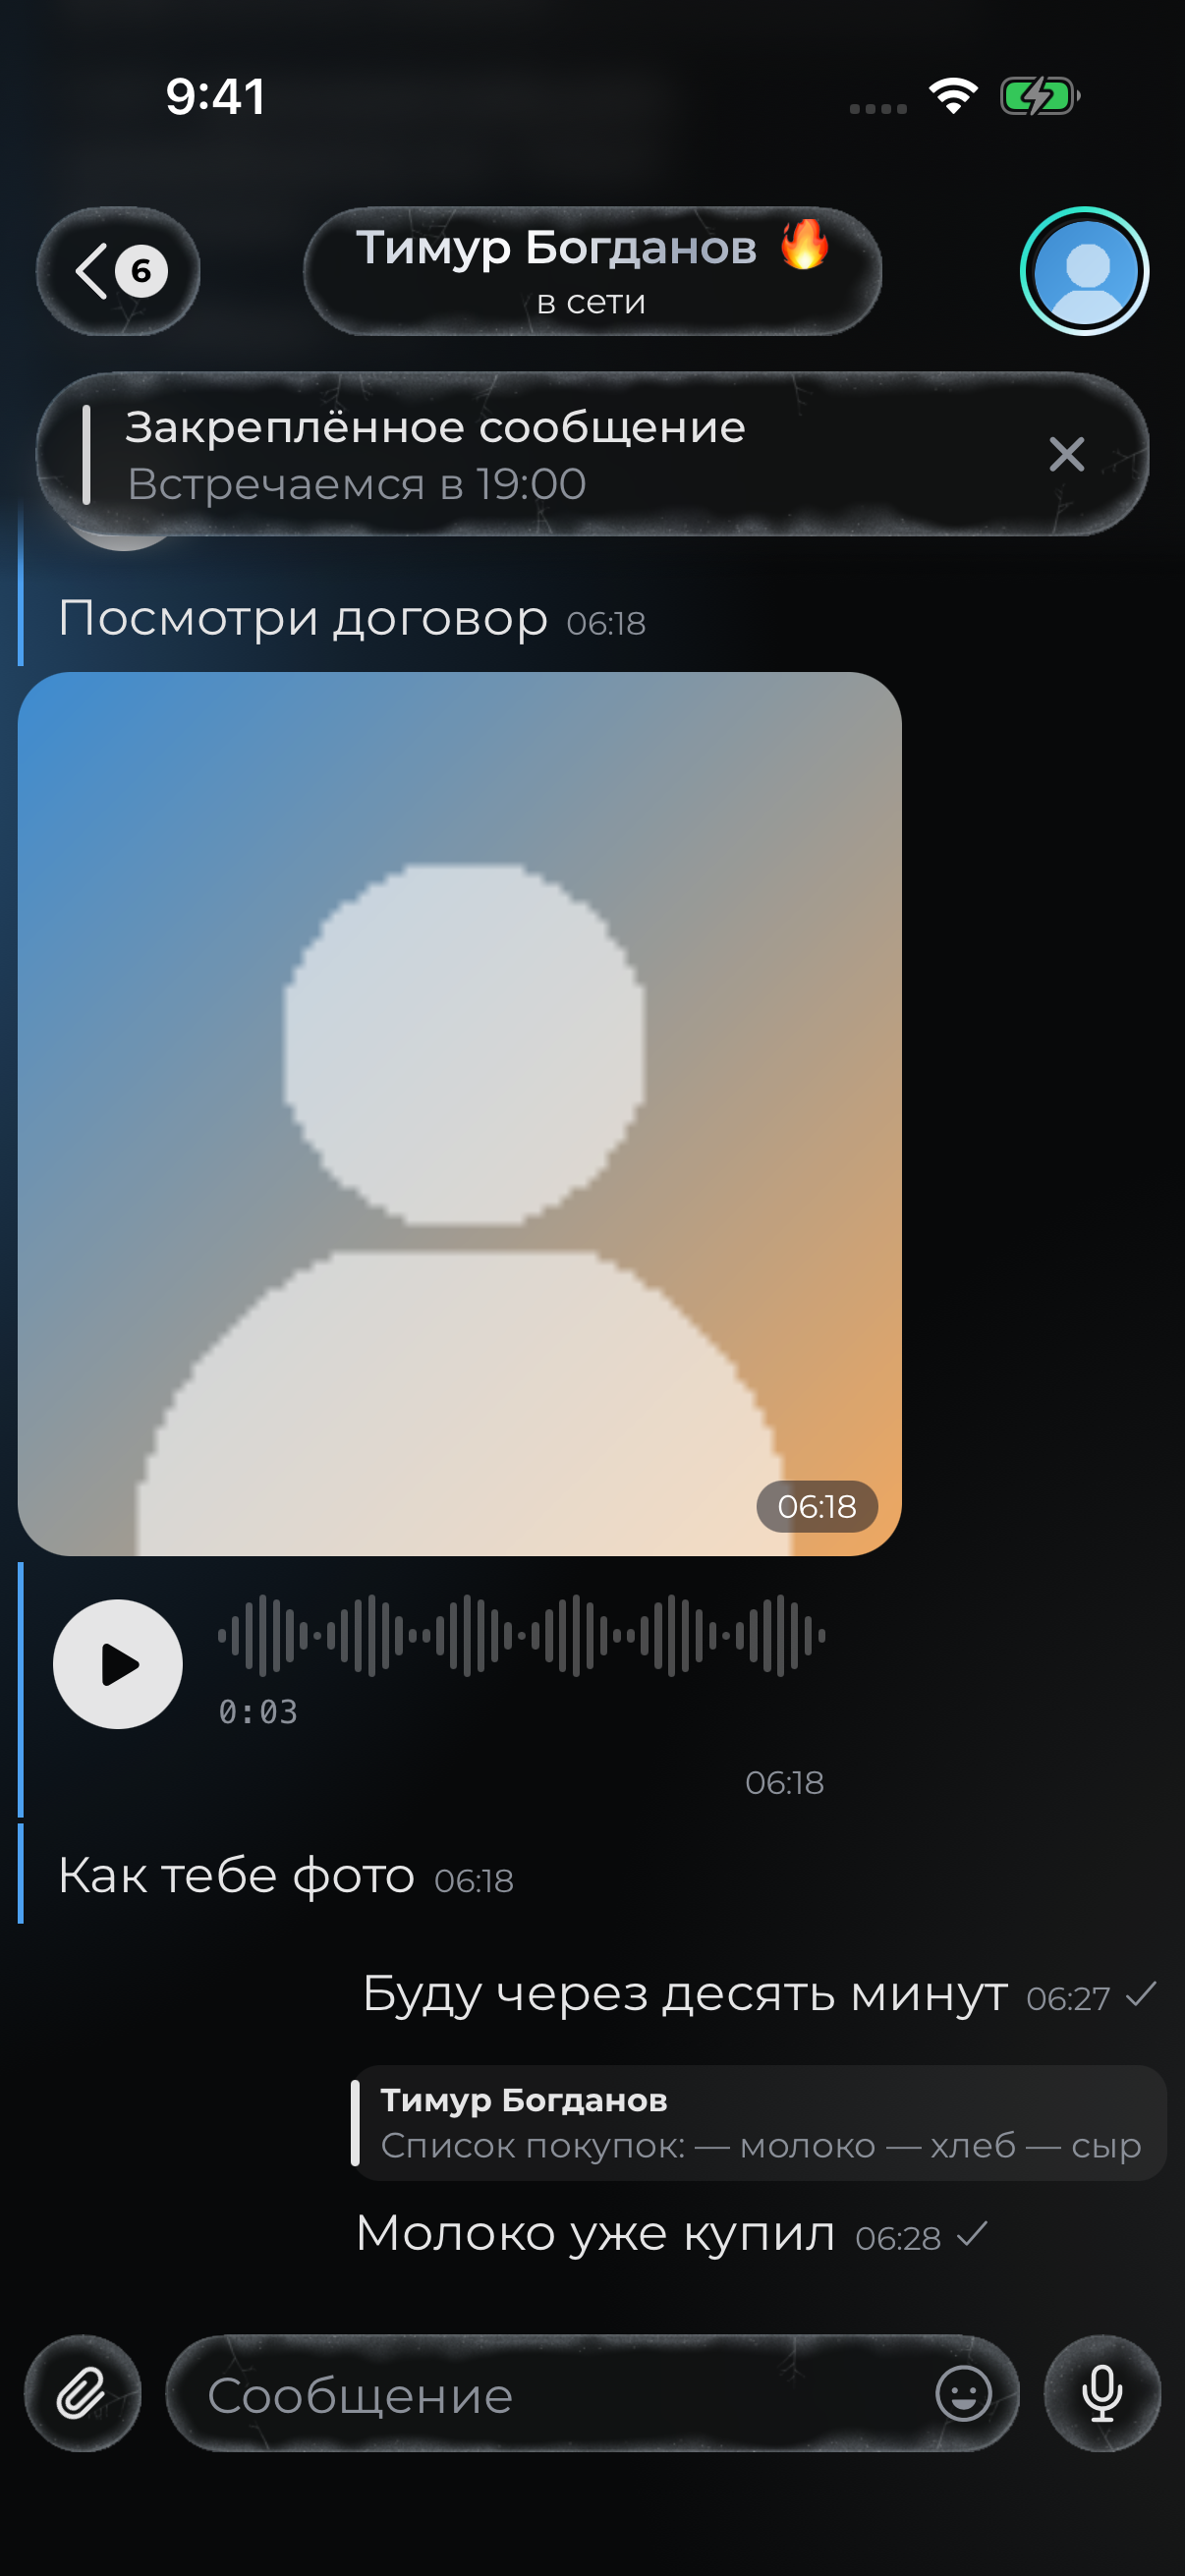 9:41
6
Тимур Богданов 🔥
в сети
Закреплённое сообщение
Встречаемся в 19:00
Посмотри договор 06:18
06:18
0:03
06:18
Как тебе фото 06:18
Буду через десять минут 06:27
Тимур Богданов
Список покупок: — молоко — хлеб — сыр
Молоко уже купил 06:28
Сообщение